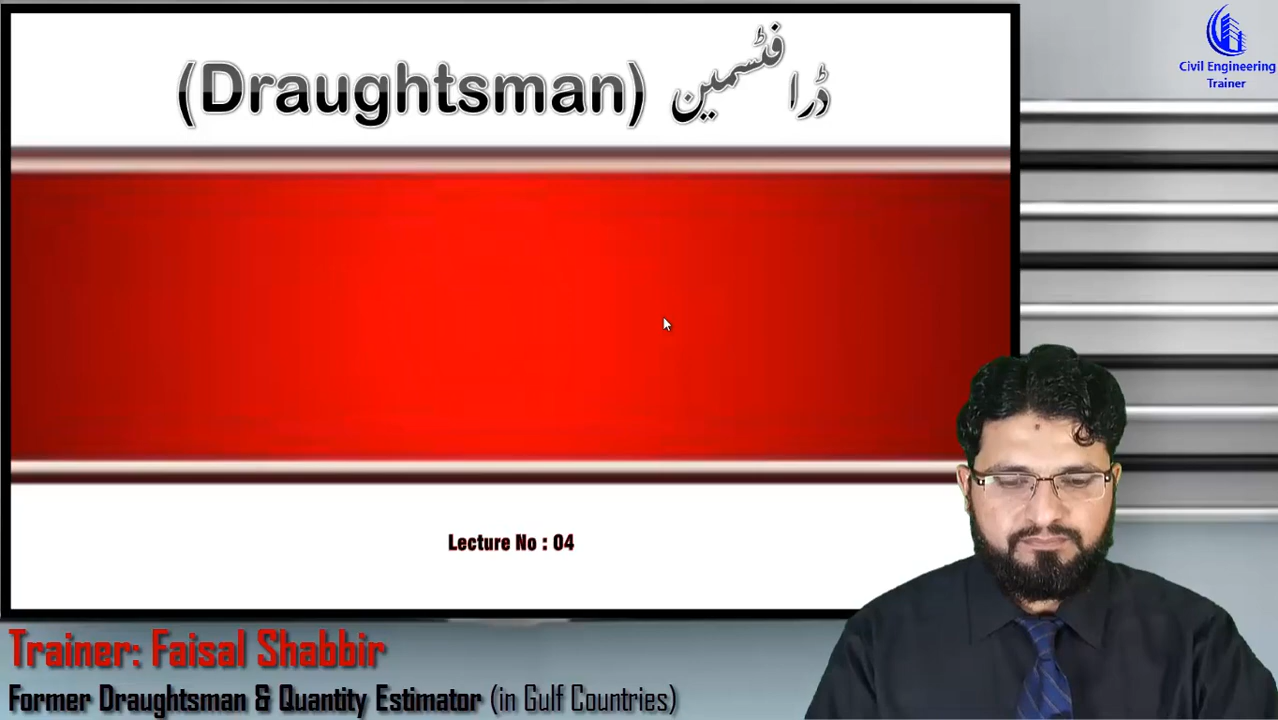 (Draughtsman) ڈرافٹسمین
Civil Engineering
Trainer
Lecture No : 04
Trainer: Faisal Shabbir
Former Draughtsman & Quantity Estimator (in Gulf Countries)